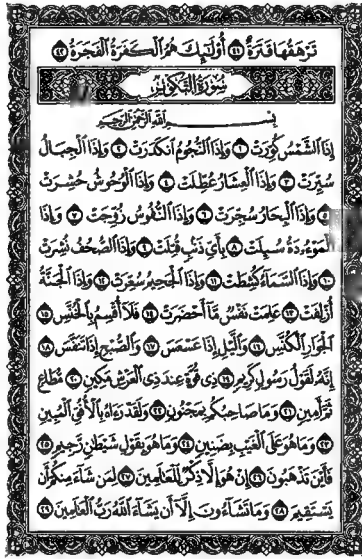 تَرْهَقُهَا قَتَرَةٌ ٤١ أُولَٰئِكَ هُمُ الْكَفَرَةُ الْفَجَرَةُ ٤٢
سُورَةُ التَّكْوِيرِ
بِسْمِ اللَّهِ الرَّحْمَٰنِ الرَّحِيمِ
إِذَا الشَّمْسُ كُوِّرَتْ ١ وَإِذَا النُّجُومُ انْكَدَرَتْ ٢ وَإِذَا الْجِبَالُ
سُيِّرَتْ ٣ وَإِذَا الْعِشَارُ عُطِّلَتْ ٤ وَإِذَا الْوُحُوشُ حُشِرَتْ
٥ وَإِذَا الْبِحَارُ سُجِّرَتْ ٦ وَإِذَا النُّفُوسُ زُوِّجَتْ ٧ وَإِذَا
الْمَوْءُودَةُ سُئِلَتْ ٨ بِأَيِّ ذَنْبٍ قُتِلَتْ ٩ وَإِذَا الصُّحُفُ نُشِرَتْ
١٠ وَإِذَا السَّمَاءُ كُشِطَتْ ١١ وَإِذَا الْجَحِيمُ سُعِّرَتْ ١٢ وَإِذَا الْجَنَّةُ
أُزْلِفَتْ ١٣ عَلِمَتْ نَفْسٌ مَّا أَحْضَرَتْ ١٤ فَلَا أُقْسِمُ بِالْخُنَّسِ ١٥
الْجَوَارِ الْكُنَّسِ ١٦ وَاللَّيْلِ إِذَا عَسْعَسَ ١٧ وَالصُّبْحِ إِذَا تَنَفَّسَ ١٨
إِنَّهُ لَقَوْلُ رَسُولٍ كَرِيمٍ ١٩ ذِي قُوَّةٍ عِنْدَ ذِي الْعَرْشِ مَكِينٍ ٢٠ مُطَاعٍ
ثَمَّ أَمِينٍ ٢١ وَمَا صَاحِبُكُمْ بِمَجْنُونٍ ٢٢ وَلَقَدْ رَآهُ بِالْأُفُقِ الْمُبِينِ
٢٣ وَمَا هُوَ عَلَى الْغَيْبِ بِضَنِينٍ ٢٤ وَمَا هُوَ بِقَوْلِ شَيْطَانٍ رَجِيمٍ ٢٥
فَأَيْنَ تَذْهَبُونَ ٢٦ إِنْ هُوَ إِلَّا ذِكْرٌ لِّلْعَالَمِينَ ٢٧ لِمَنْ شَاءَ مِنْكُمْ أَنْ
يَسْتَقِيمَ ٢٨ وَمَا تَشَاءُونَ إِلَّا أَنْ يَشَاءَ اللَّهُ رَبُّ الْعَالَمِينَ ٢٩